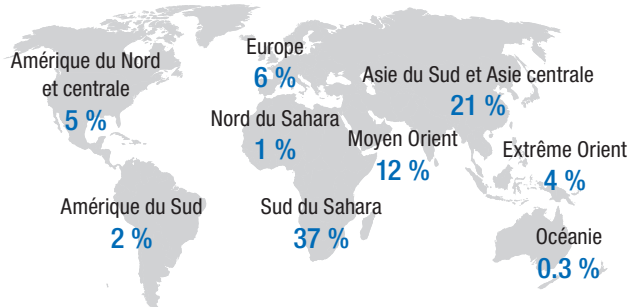 Amérique du Nord
et centrale
5 %
Europe
6 %
Asie du Sud et Asie centrale
21 %
Nord du Sahara
1 %
Moyen Orient
12 %
Extrême Orient
4 %
Amérique du Sud
2 %
Sud du Sahara
37 %
Océanie
0.3 %